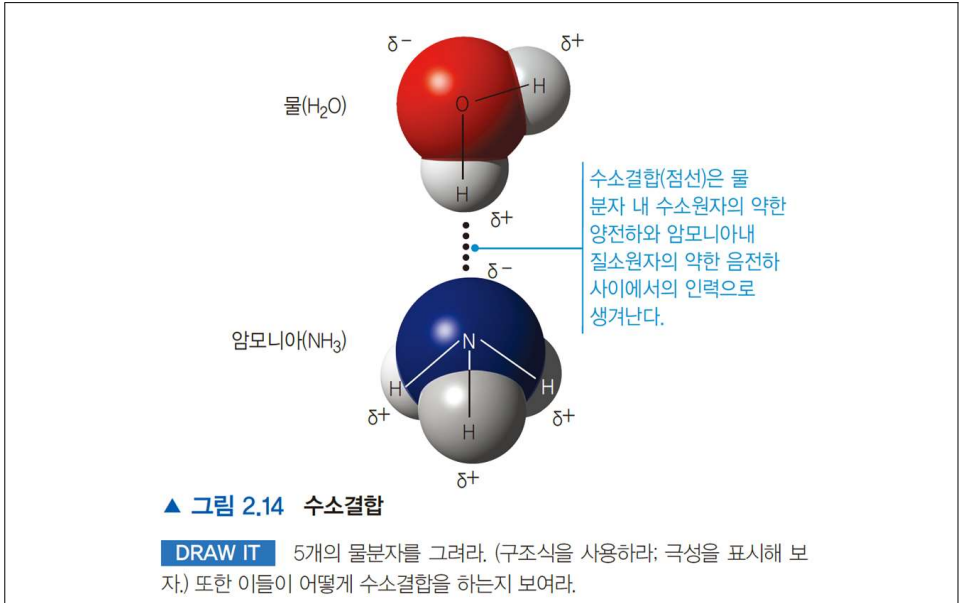 δ− δ+
물(H₂O)
O H
H
δ+
수소결합(점선)은 물
분자 내 수소원자의 약한
양전하와 암모니아내
질소원자의 약한 음전하
사이에서의 인력으로
생겨난다.
δ−
암모니아(NH₃)
N
H H
δ+ H δ+
δ+
▲ 그림 2.14 수소결합
DRAW IT 5개의 물분자를 그려라. (구조식을 사용하라; 극성을 표시해 보
자.) 또한 이들이 어떻게 수소결합을 하는지 보여라.